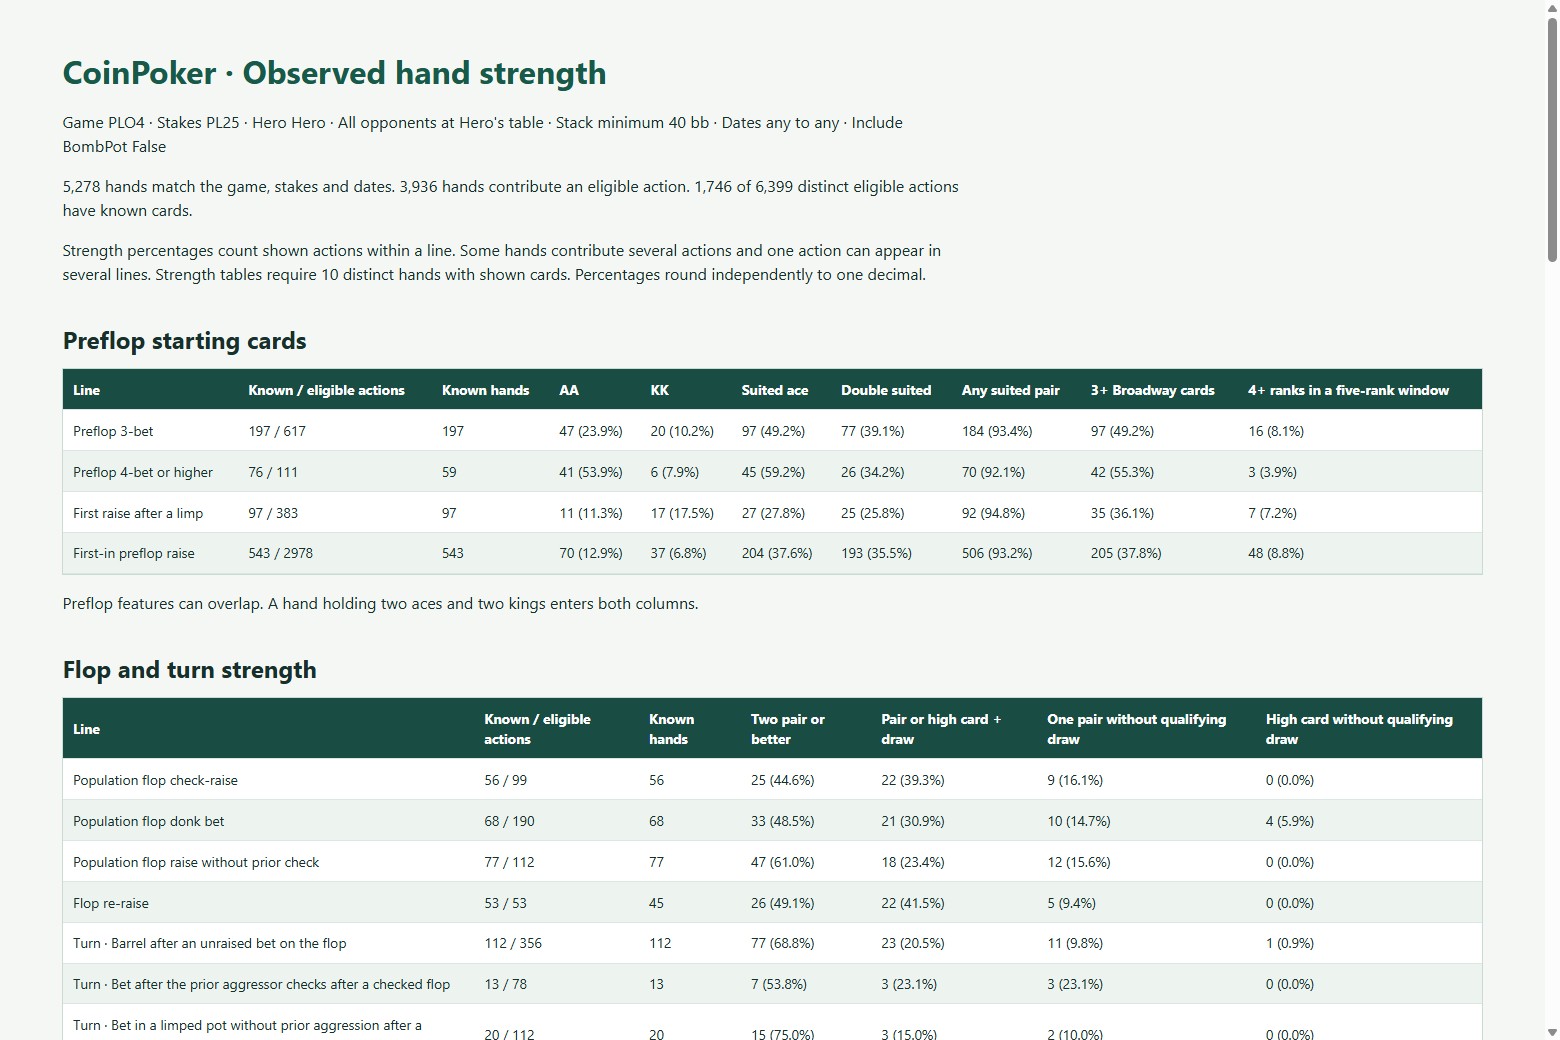 CoinPoker · Observed hand strength
Game PLO4 · Stakes PL25 · Hero Hero · All opponents at Hero's table · Stack minimum 40 bb · Dates any to any · Include
BombPot False
5,278 hands match the game, stakes and dates. 3,936 hands contribute an eligible action. 1,746 of 6,399 distinct eligible actions
have known cards.
Strength percentages count shown actions within a line. Some hands contribute several actions and one action can appear in
several lines. Strength tables require 10 distinct hands with shown cards. Percentages round independently to one decimal.
Preflop starting cards
Line Known / eligible actions Known hands AA KK Suited ace Double suited Any suited pair 3+ Broadway cards 4+ ranks in a five-rank window
Preflop 3-bet 197 / 617 197 47 (23.9%) 20 (10.2%) 97 (49.2%) 77 (39.1%) 184 (93.4%) 97 (49.2%) 16 (8.1%)
Preflop 4-bet or higher 76 / 111 59 41 (53.9%) 6 (7.9%) 45 (59.2%) 26 (34.2%) 70 (92.1%) 42 (55.3%) 3 (3.9%)
First raise after a limp 97 / 383 97 11 (11.3%) 17 (17.5%) 27 (27.8%) 25 (25.8%) 92 (94.8%) 35 (36.1%) 7 (7.2%)
First-in preflop raise 543 / 2978 543 70 (12.9%) 37 (6.8%) 204 (37.6%) 193 (35.5%) 506 (93.2%) 205 (37.8%) 48 (8.8%)
Preflop features can overlap. A hand holding two aces and two kings enters both columns.
Flop and turn strength
Line Known / eligible actions Known hands Two pair or better Pair or high card + draw One pair without qualifying draw High card without qualifying draw
Population flop check-raise 56 / 99 56 25 (44.6%) 22 (39.3%) 9 (16.1%) 0 (0.0%)
Population flop donk bet 68 / 190 68 33 (48.5%) 21 (30.9%) 10 (14.7%) 4 (5.9%)
Population flop raise without prior check 77 / 112 77 47 (61.0%) 18 (23.4%) 12 (15.6%) 0 (0.0%)
Flop re-raise 53 / 53 45 26 (49.1%) 22 (41.5%) 5 (9.4%) 0 (0.0%)
Turn · Barrel after an unraised bet on the flop 112 / 356 112 77 (68.8%) 23 (20.5%) 11 (9.8%) 1 (0.9%)
Turn · Bet after the prior aggressor checks after a checked flop 13 / 78 13 7 (53.8%) 3 (23.1%) 3 (23.1%) 0 (0.0%)
Turn · Bet in a limped pot without prior aggression after a
20 / 112 20 15 (75.0%) 3 (15.0%) 2 (10.0%) 0 (0.0%)